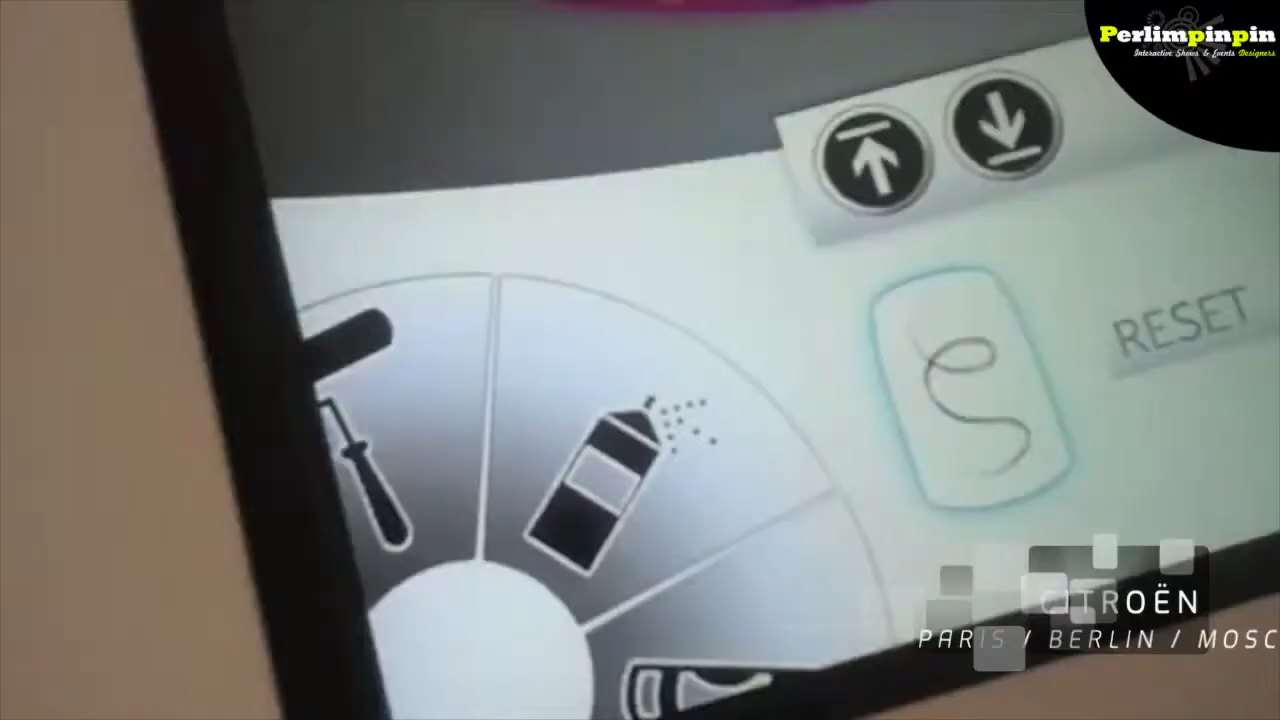 Perlimpinpin
Interactive Shows & Events Designers
RESET
CITROËN
PARIS / BERLIN / MOSC